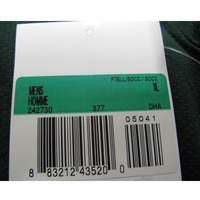 FTBLL/SOCC / SOCC
MENS XL
HOMME
242730 377 DHA
05041
8 83212 43520 0